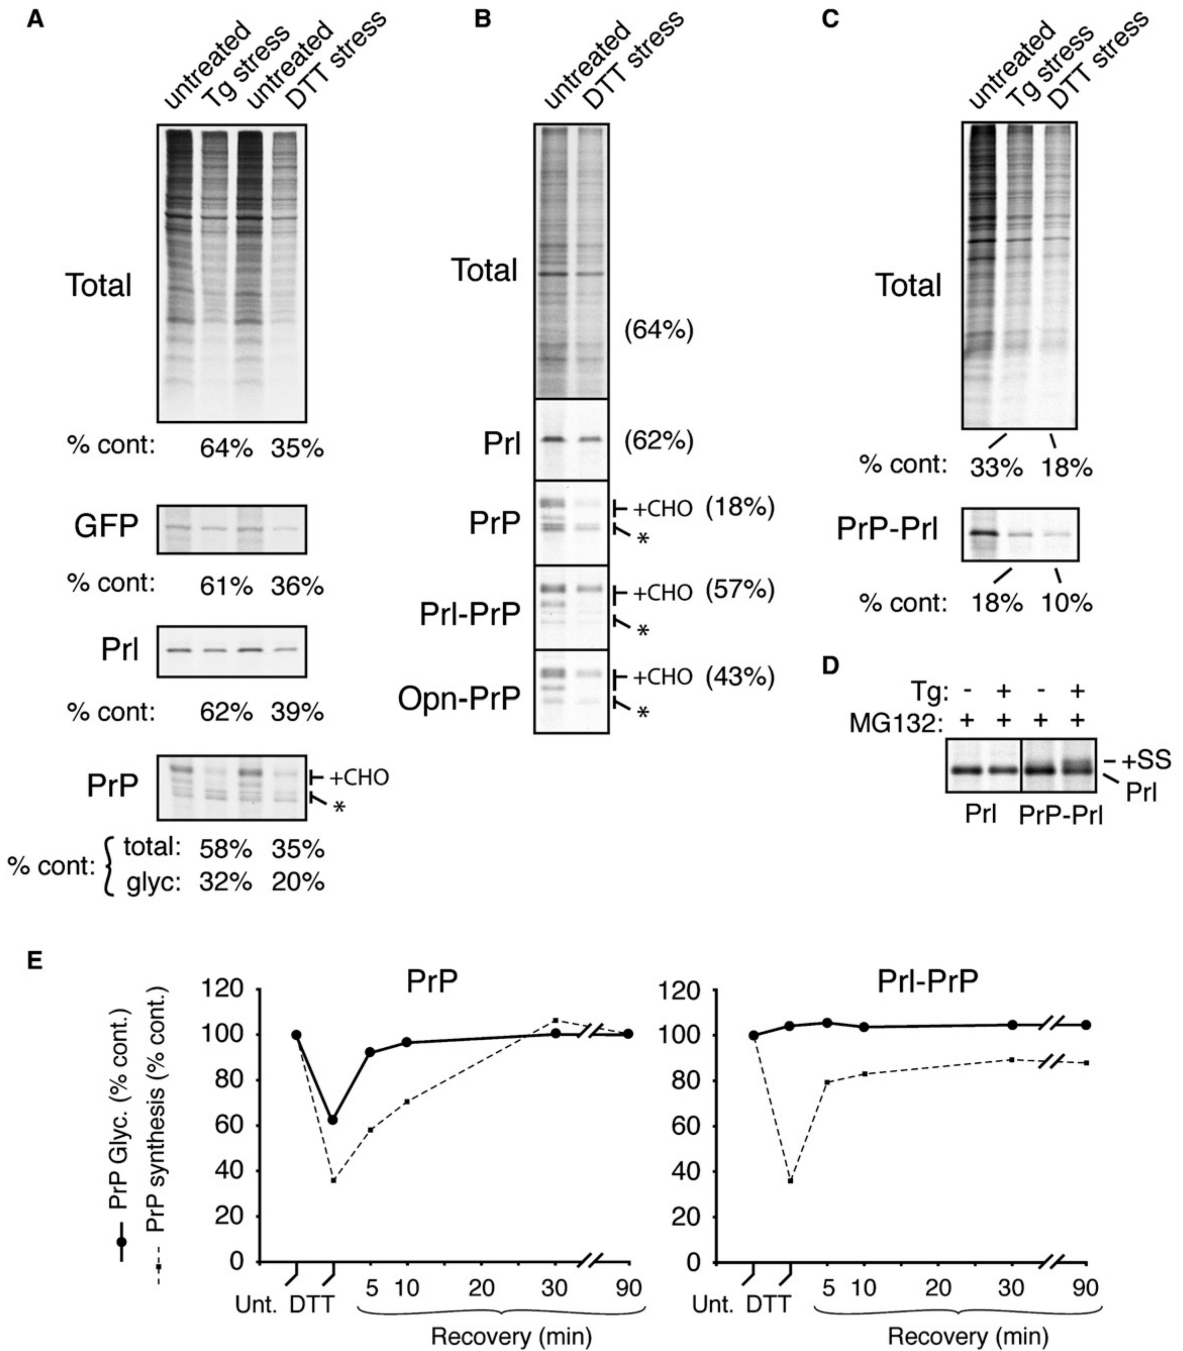 A
untreated
Tg stress
untreated
DTT stress
Total
% cont: 64% 35%
GFP
% cont: 61% 36%
Prl
% cont: 62% 39%
PrP
+CHO
*
% cont: { total: 58% 35%
glyc: 32% 20%
B
untreated
DTT stress
Total
(64%)
Prl (62%)
PrP +CHO (18%)
*
Prl-PrP +CHO (57%)
*
Opn-PrP +CHO (43%)
*
C
untreated
Tg stress
DTT stress
Total
% cont: 33% 18%
PrP-Prl
% cont: 18% 10%
D
Tg: - + - +
MG132: + + + +
+SS
Prl
Prl PrP-Prl
E
PrP Glyc. (% cont.)
PrP synthesis (% cont.)
PrP
120
100
80
60
40
20
0
Unt. DTT 5 10 20 30 90
Recovery (min)
Prl-PrP
120
100
80
60
40
20
0
Unt. DTT 5 10 20 30 90
Recovery (min)